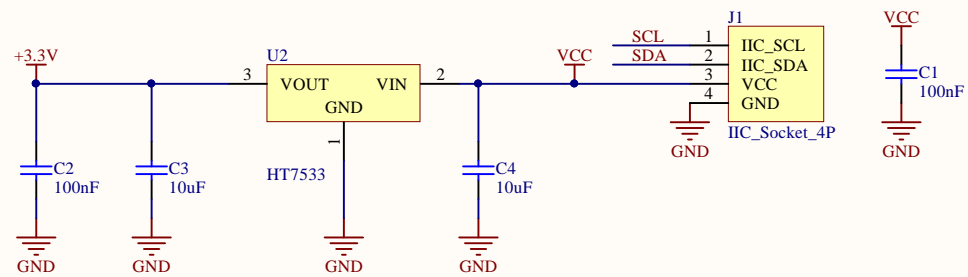 J1
VCC
SCL
1
IIC_SCL
+3.3V
U2
VCC
SDA
2
IIC_SDA
3
VOUT
VIN
2
3
VCC
C1
GND
4
GND
100nF
1
IIC_Socket_4P
GND
GND
C2
C3
HT7533
C4
100nF
10uF
10uF
GND
GND
GND
GND